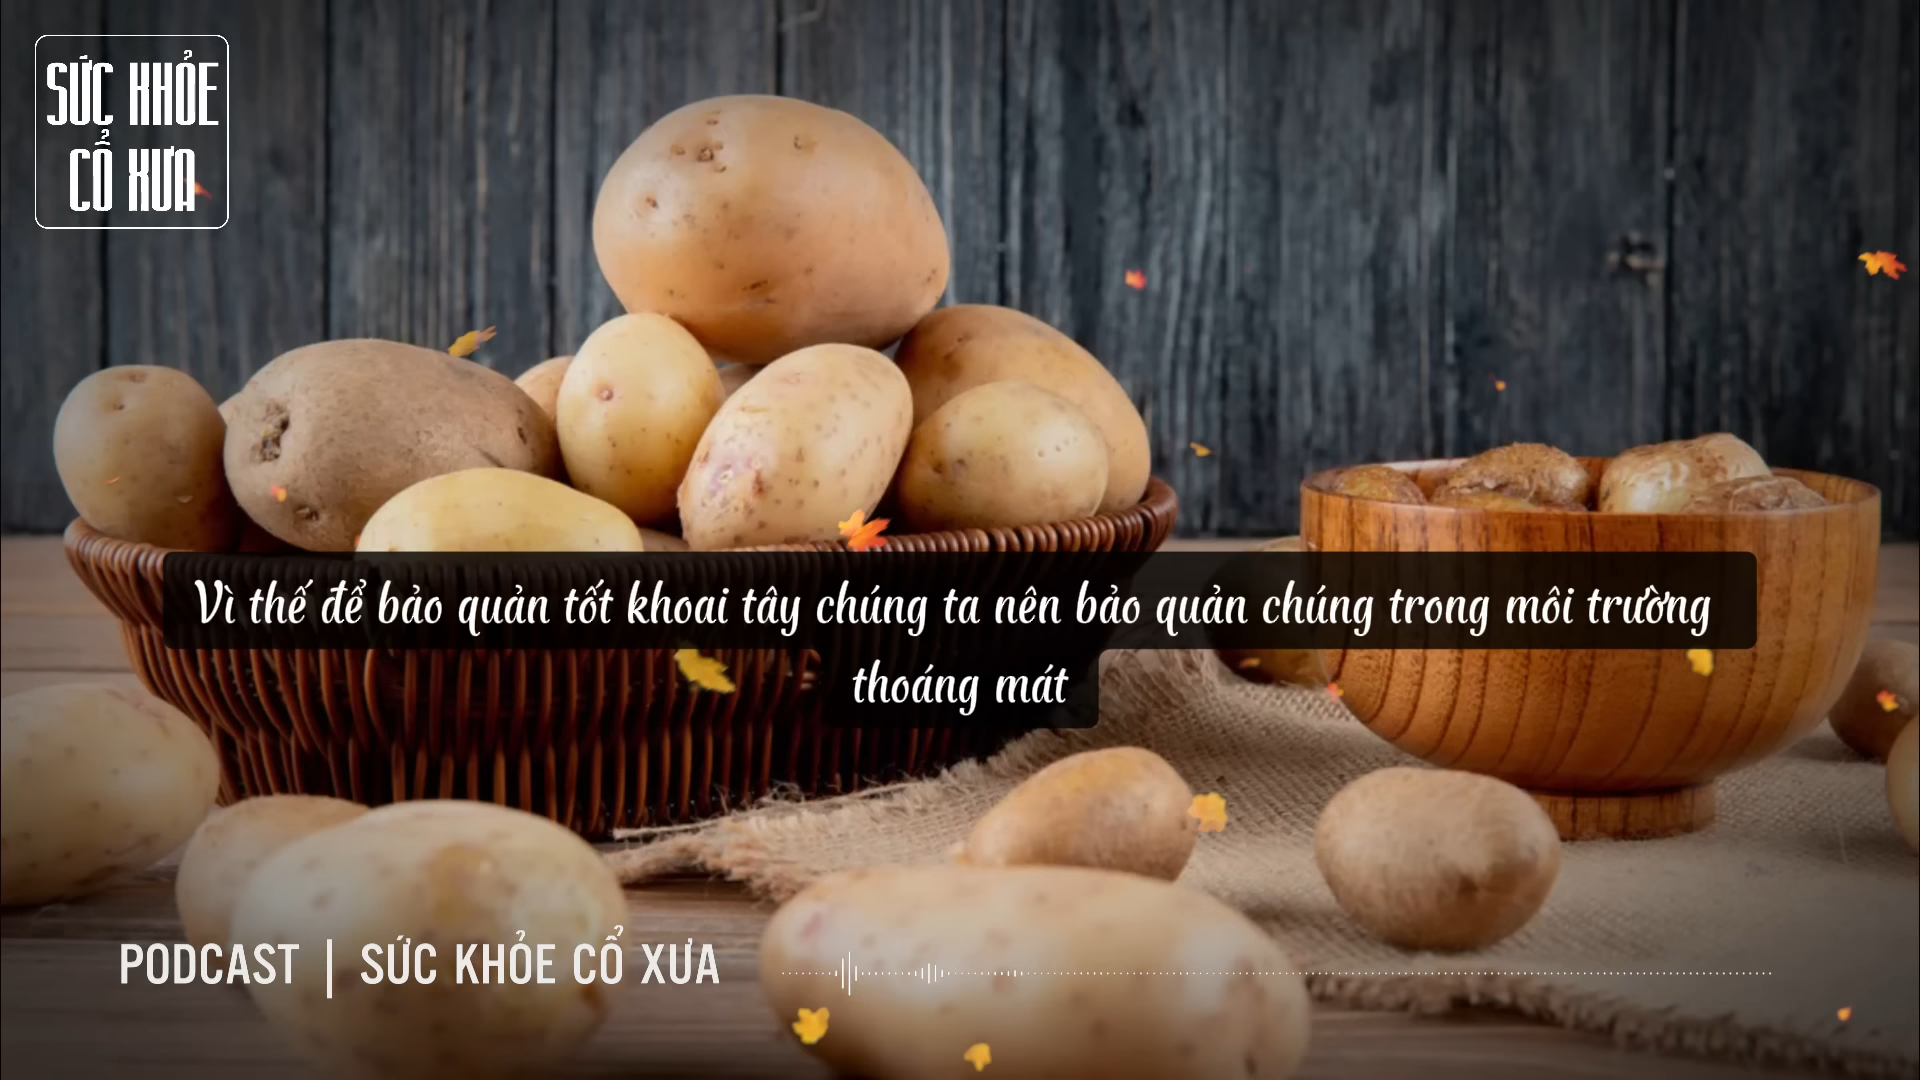 SỨC KHỎE
CỔ XƯA
Vì thế để bảo quản tốt khoai tây chúng ta nên bảo quản chúng trong môi trường
thoáng mát
PODCAST | SỨC KHỎE CỔ XƯA